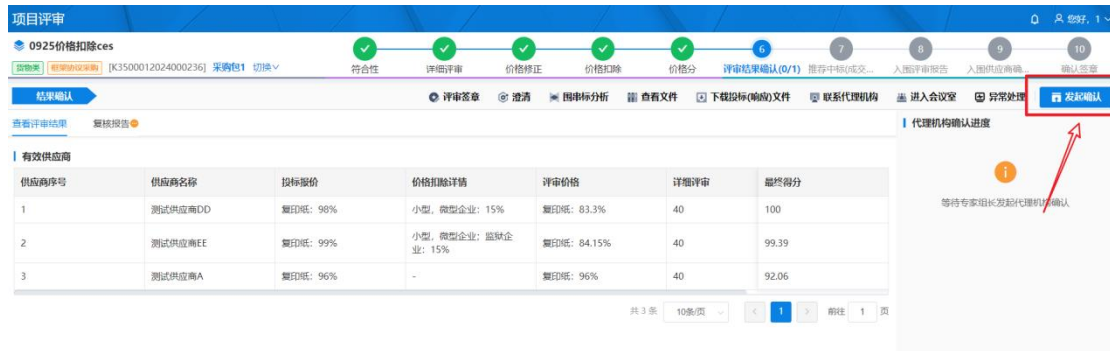 项目评审
您好，1
0925价格扣除ces
货物类 框架协议采购 [K3500012024000236] 采购包1 切换
符合性
详细评审
价格修正
价格扣除
价格分
6
评审结果确认(0/1)
7
推荐中标(成交...
8
入围评审报告
9
入围供应商确...
10
确认签章
结果确认
评审签章 澄清 围串标分析 查看文件 下载投标(响应)文件 联系代理机构 进入会议室 异常处理 发起确认
查看评审结果 复核报告
代理机构确认进度
有效供应商
供应商序号 供应商名称 投标报价 价格扣除详情 评审价格 详细评审 最终得分
1 测试供应商DD 复印纸：98% 小型，微型企业：15% 复印纸：83.3% 40 100
2 测试供应商EE 复印纸：99% 小型，微型企业；监狱企业：15% 复印纸：84.15% 40 99.39
3 测试供应商A 复印纸：96% - 复印纸：96% 40 92.06
等待专家组长发起代理机构确认
共 3 条 10条/页 1 前往 1 页